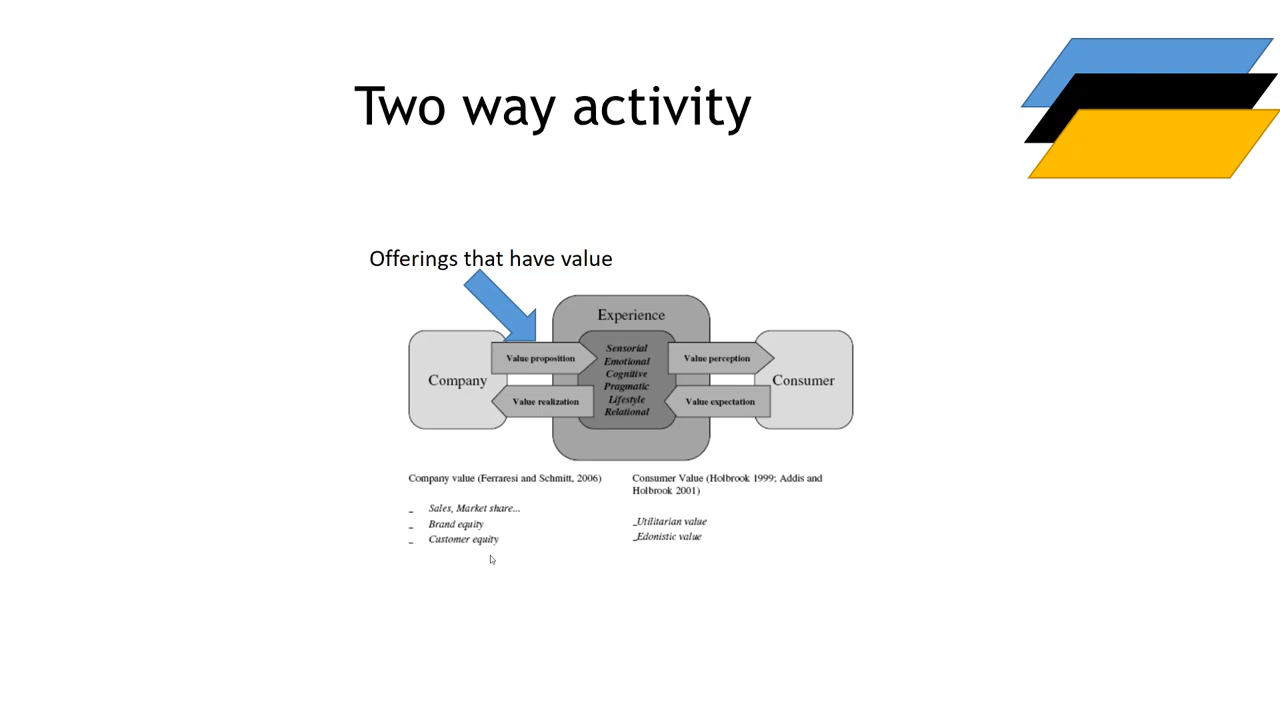 Two way activity
Offerings that have value
Experience
Company
Value proposition
Value realization
Sensorial
Emotional
Cognitive
Pragmatic
Lifestyle
Relational
Value perception
Value expectation
Consumer
Company value (Ferraresi and Schmitt, 2006)
_ Sales, Market share...
_ Brand equity
_ Customer equity
Consumer Value (Holbrook 1999; Addis and
Holbrook 2001)
_Utilitarian value
_Edonistic value